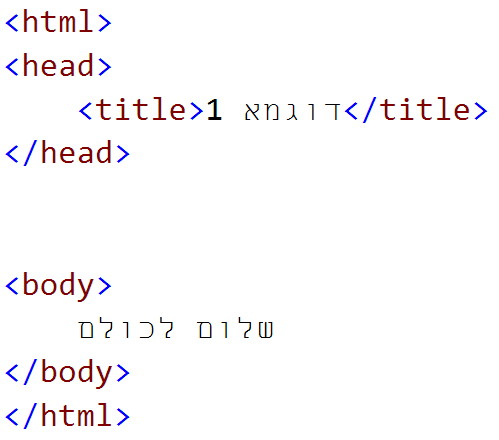 <html>
<head>
<title>דוגמא 1</title>
</head>
<body>
שלום לכולם
</body>
</html>